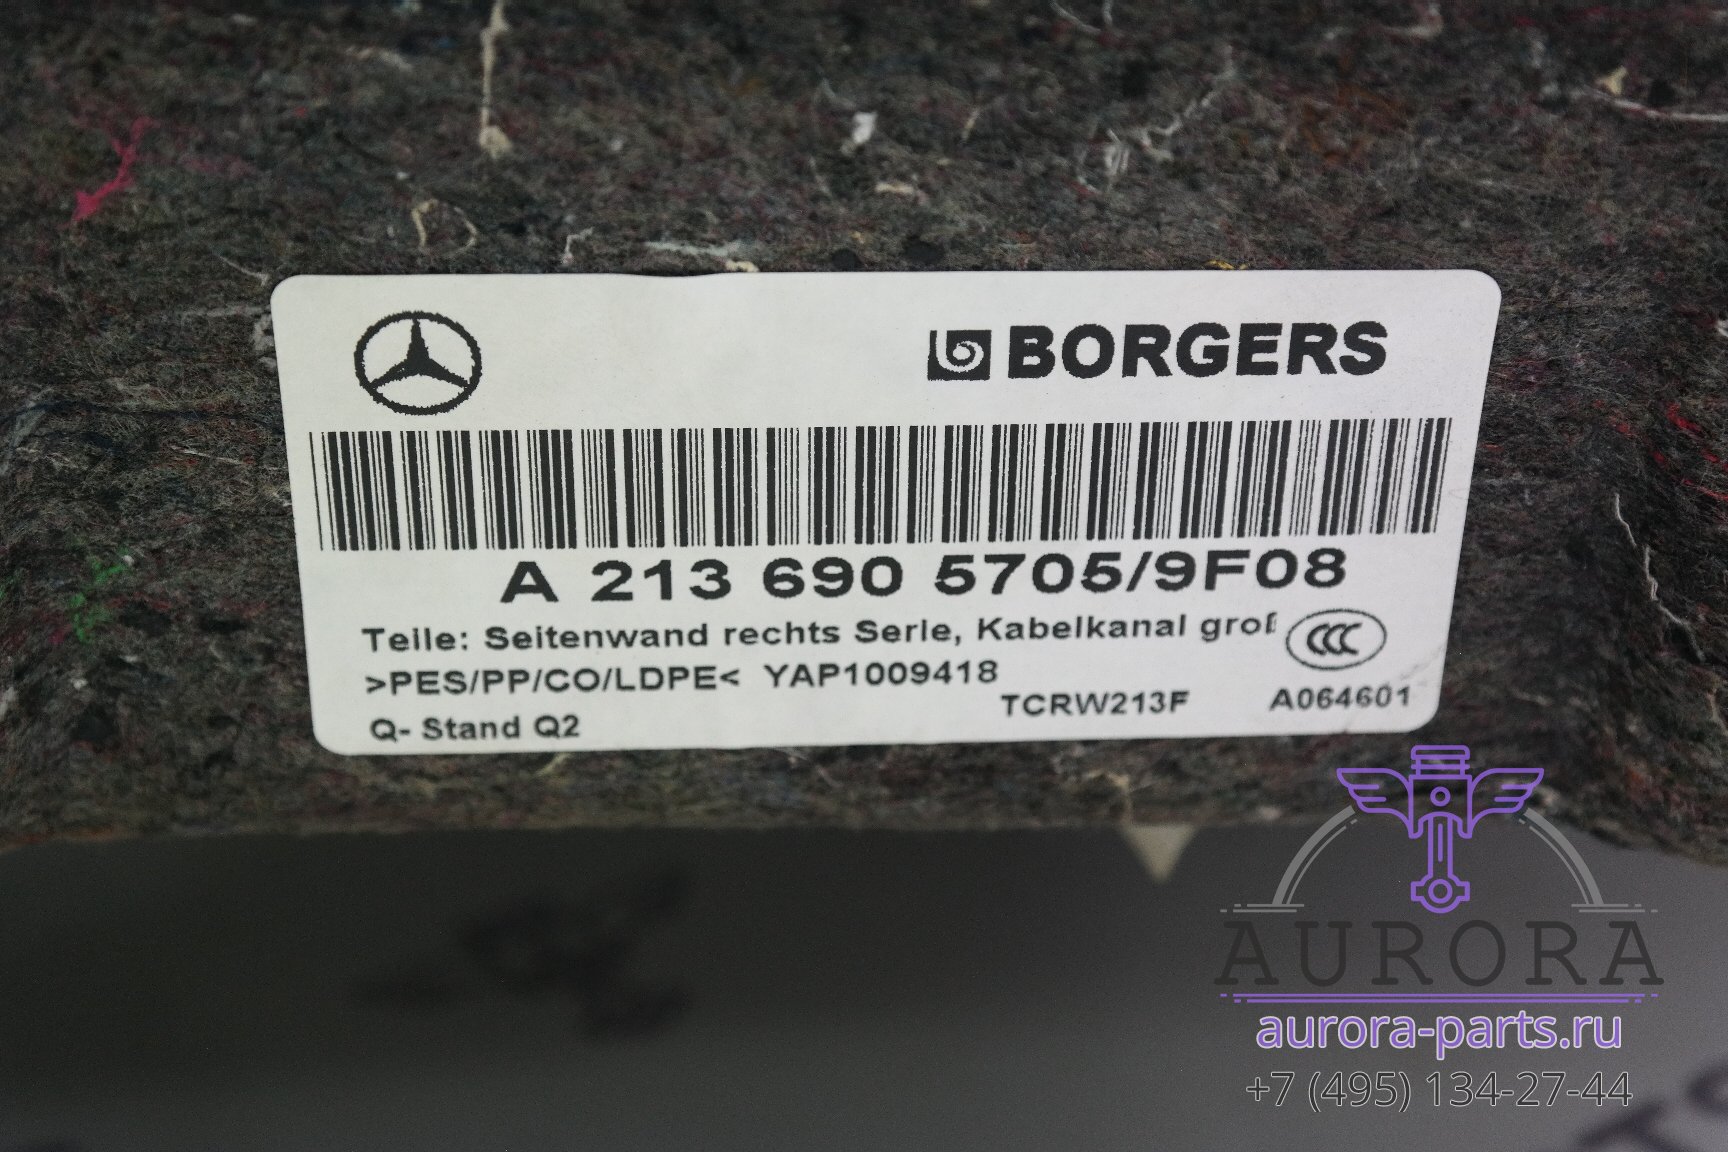 BORGERS
A 213 690 5705/9F08
Teile: Seitenwand rechts Serie, Kabelkanal groß
CCC
>PES/PP/CO/LDPE< YAP1009418
TCRW213F A064601
Q- Stand Q2
AURORA
aurora-parts.ru
+7 (495) 134-27-44